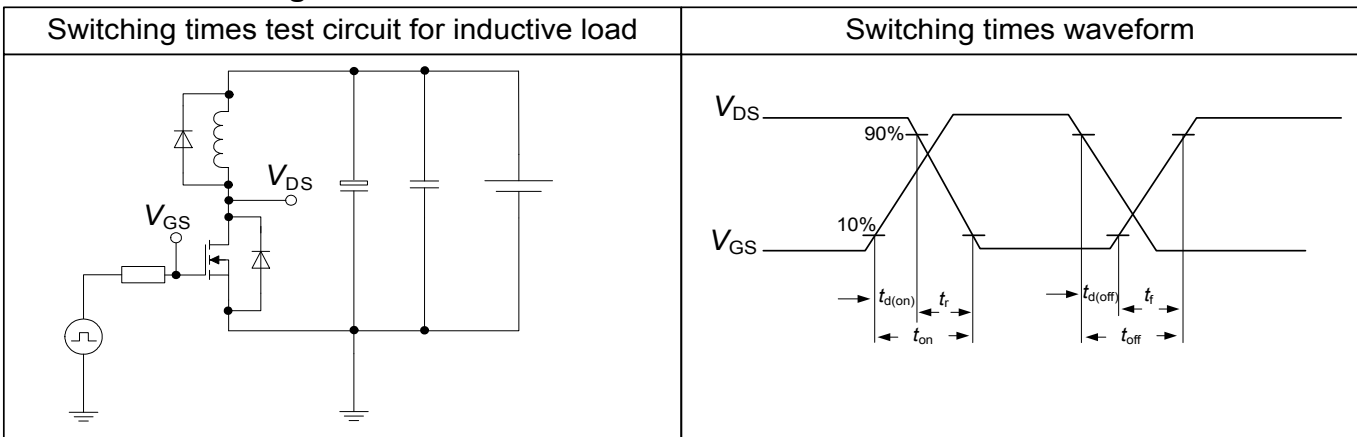 Switching times test circuit for inductive load
Switching times waveform
VDS
VGS
VDS
90%
10%
VGS
td(on)
tr
td(off)
tf
ton
toff